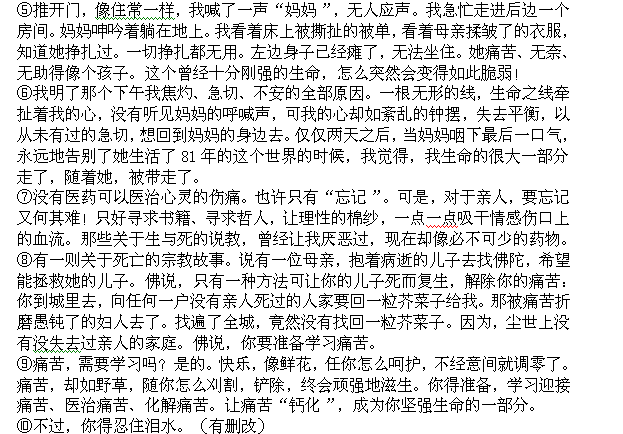 ⑤推开门，像住常一样，我喊了一声“妈妈 ”，无人应声。我急忙走进后边一个
房间。妈妈呻吟着躺在地上。我看着床上被撕扯的被单，看着母亲揉皱了的衣服，
知道她挣扎过。一切挣扎都无用。左边身子已经瘫了，无法坐住。她痛苦、无奈、
无助得像个孩子。这个曾经十分刚强的生命，怎么突然会变得如此脆弱！
⑥我明了那个下午我焦灼、急切、不安的全部原因。一根无形的线，生命之线牵
扯着我的心，没有听见妈妈的呼喊声，可我的心却如紊乱的钟摆，失去平衡，以
从未有过的急切，想回到妈妈的身边去。仅仅两天之后，当妈妈咽下最后一口气，
永远地告别了她生活了 81 年的这个世界的时候，我觉得，我生命的很大一部分
走了，随着她，被带走了。
⑦没有医药可以医治心灵的伤痛。也许只有“忘记 ”。可是，对于亲人，要忘记
又何其难！只好寻求书籍、寻求哲人，让理性的棉纱，一点一点吸干情感伤口上
的血流。那些关于生与死的说教，曾经让我厌恶过，现在却像必不可少的药物。
⑧有一则关于死亡的宗教故事。说有一位母亲，抱着病逝的儿子去找佛陀，希望
能拯救她的儿子。佛说，只有一种方法可让你的儿子死而复生，解除你的痛苦：
你到城里去，向任何一户没有亲人死过的人家要回一粒芥菜子给我。那被痛苦折
磨愚钝了的妇人去了。找遍了全城，竟然没有找回一粒芥菜子。因为，尘世上没
有没失去过亲人的家庭。佛说，你要准备学习痛苦。
⑨痛苦，需要学习吗？是的。快乐，像鲜花，任你怎么呵护，不经意间就调零了。
痛苦，却如野草，随你怎么刈割，铲除，终会顽强地滋生。你得准备，学习迎接
痛苦、医治痛苦、化解痛苦。让痛苦“钙化 ”，成为你坚强生命的一部分。
⑩不过，你得忍住泪水。（有删改）